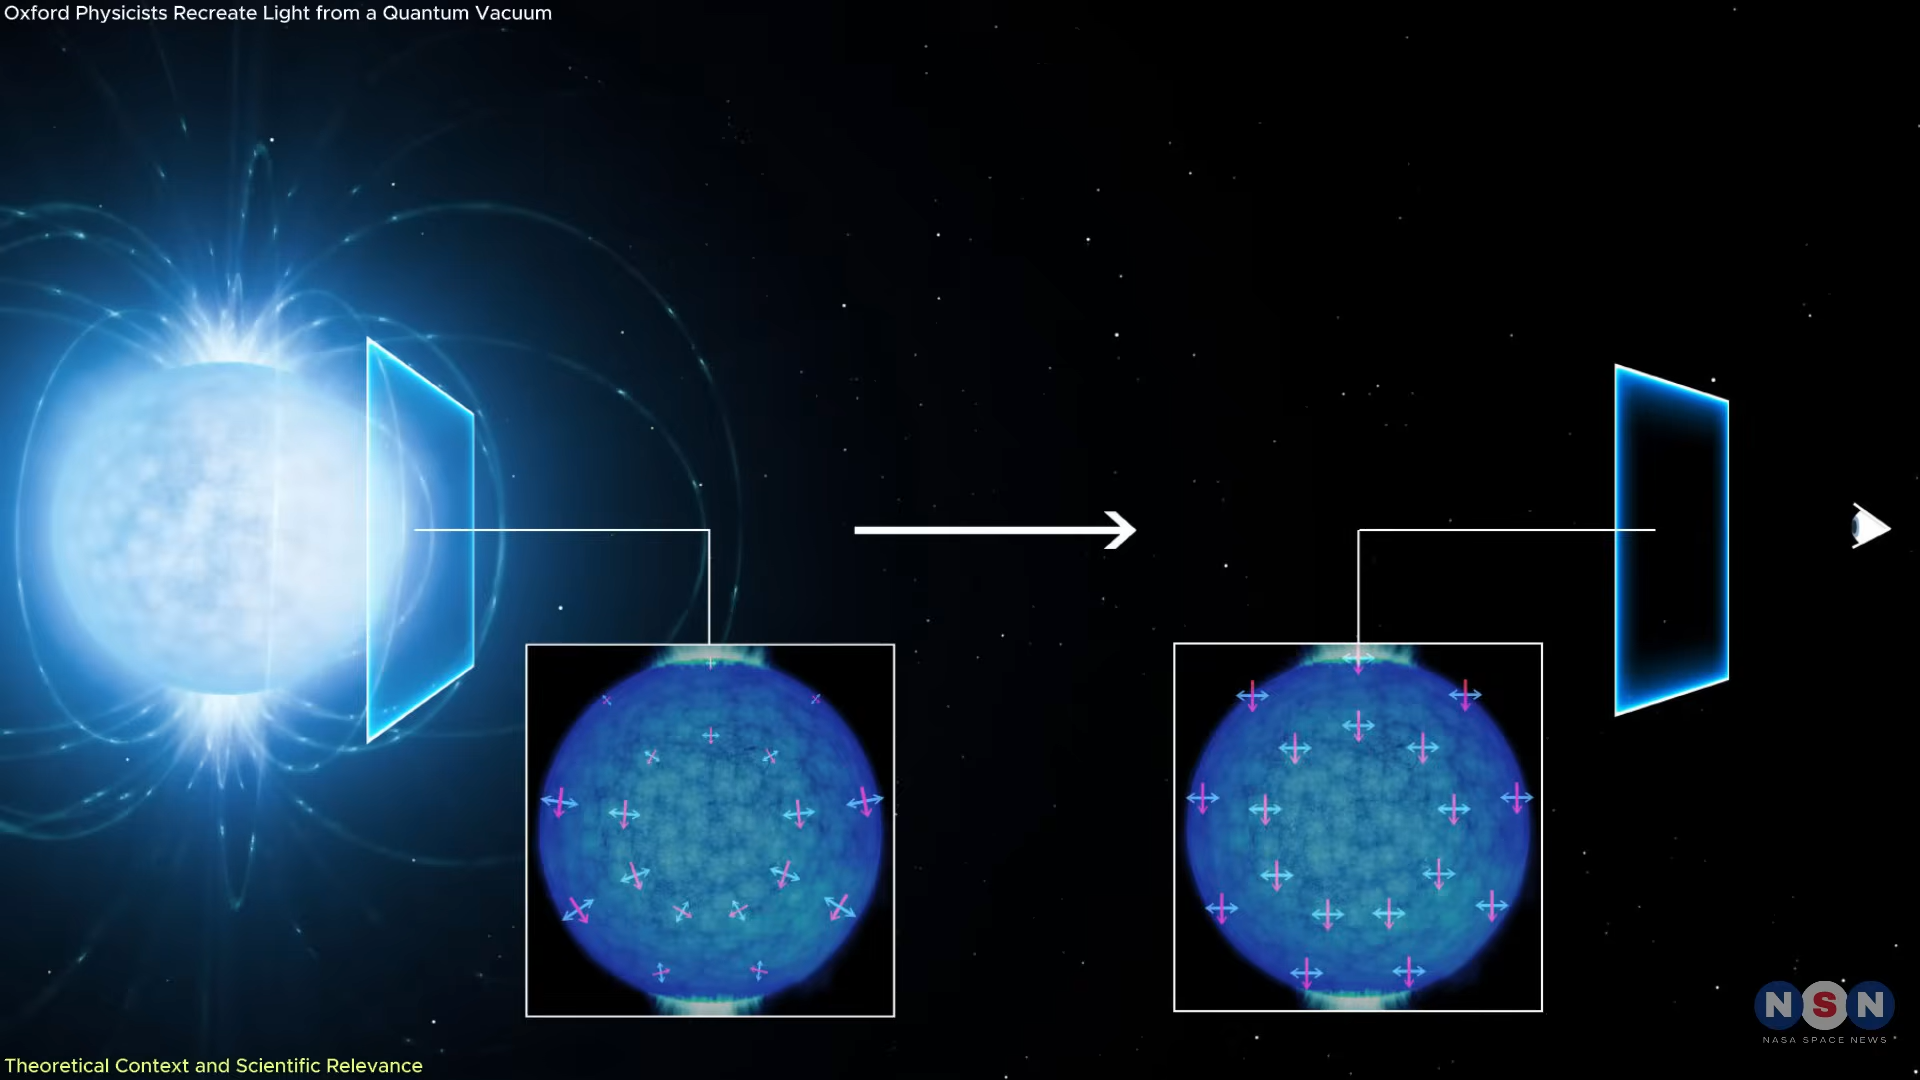 Oxford Physicists Recreate Light from a Quantum Vacuum
NSN
NASA SPACE NEWS
Theoretical Context and Scientific Relevance